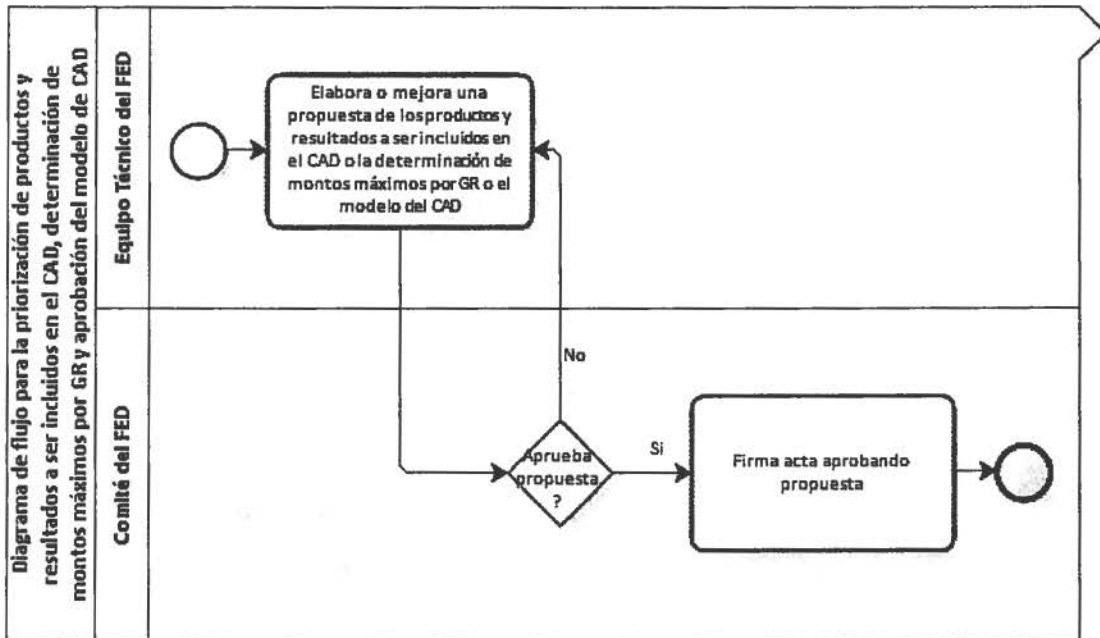 Diagrama de flujo para la priorización de productos y
resultados a ser incluidos en el CAD, determinación de
montos máximos por GR y aprobación del modelo de CAD
Equipo Técnico del FED
Elabora o mejora una
propuesta de los productos y
resultados a ser incluídos en
el CAD o la determinación de
montos máximos por GR o el
modelo del CAD
Comité del FED
No
Aprueba
propuesta
?
Si
Firma acta aprobando
propuesta